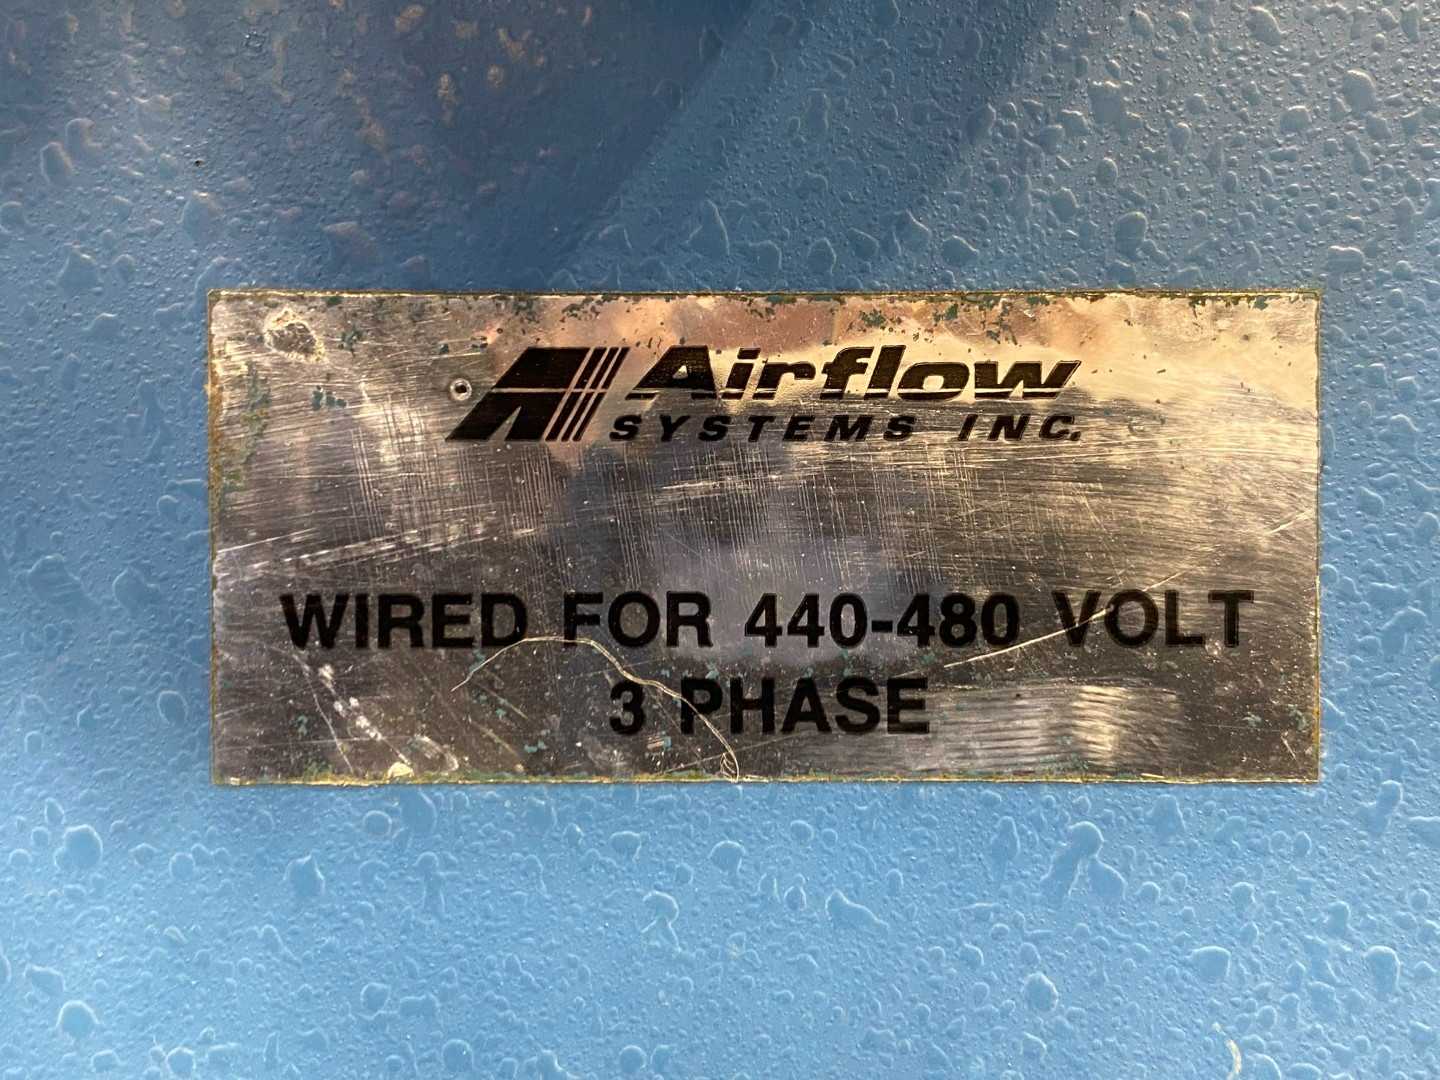 Airflow
SYSTEMS INC.
WIRED FOR 440-480 VOLT
3 PHASE